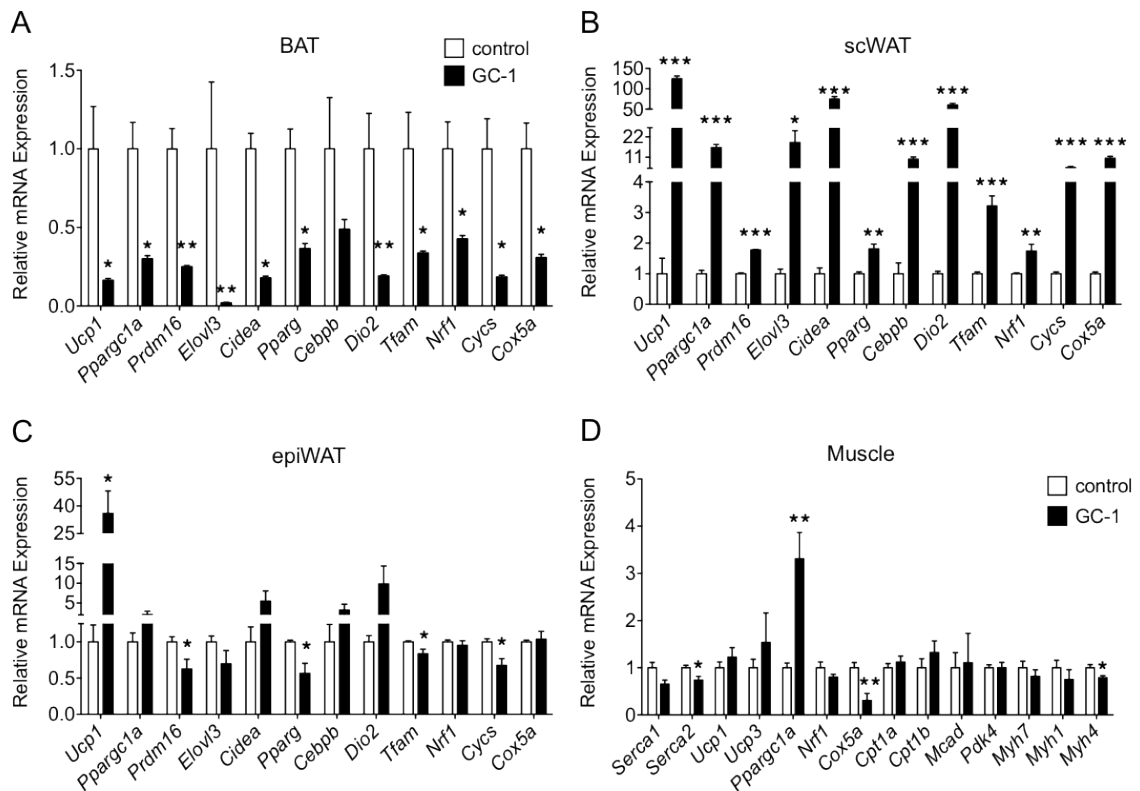 A
BAT
control
GC-1
Relative mRNA Expression
1.5
1.0
0.5
0.0
* * ** ** * * ** * * * *
Ucp1 Ppargc1a Prdm16 Elovl3 Cidea Pparg Cebpb Dio2 Tfam Nrf1 Cycs Cox5a
B
scWAT
Relative mRNA Expression
150
100
50
22
11
4
3
2
1
0
*** *** *** * *** ** *** *** *** ** *** ***
Ucp1 Ppargc1a Prdm16 Elovl3 Cidea Pparg Cebpb Dio2 Tfam Nrf1 Cycs Cox5a
C
epiWAT
Relative mRNA Expression
55
40
25
15
10
5
1.0
0.5
0.0
* * * * *
Ucp1 Ppargc1a Prdm16 Elovl3 Cidea Pparg Cebpb Dio2 Tfam Nrf1 Cycs Cox5a
D
Muscle
control
GC-1
Relative mRNA Expression
5
4
3
2
1
0
* ** ** *
Serca1 Serca2 Ucp1 Ucp3 Ppargc1a Nrf1 Cox5a Cpt1a Cpt1b Mcad Pdk4 Myh7 Myh1 Myh4